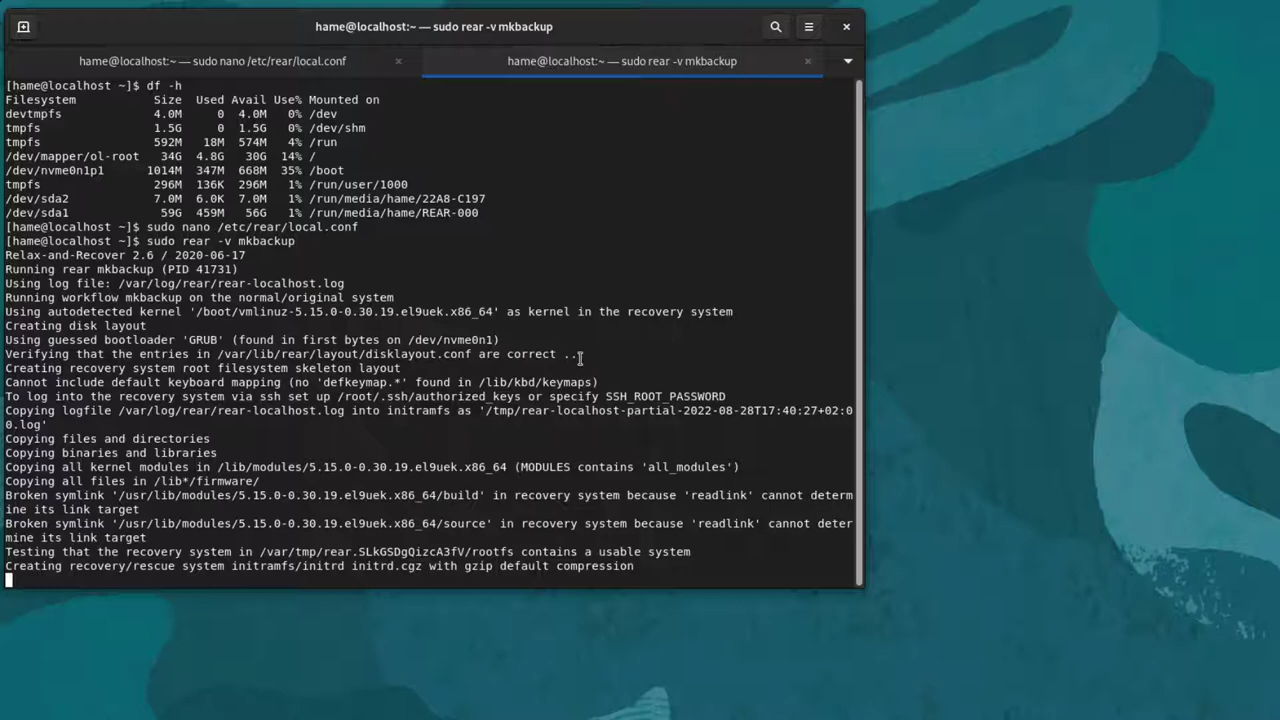 hame@localhost:~ — sudo rear -v mkbackup
hame@localhost:~ — sudo nano /etc/rear/local.conf
hame@localhost:~ — sudo rear -v mkbackup
[hame@localhost ~]$ df -h
Filesystem           Size  Used Avail Use% Mounted on
devtmpfs             4.0M     0  4.0M   0% /dev
tmpfs                1.5G     0  1.5G   0% /dev/shm
tmpfs                592M   18M  574M   4% /run
/dev/mapper/ol-root   34G  4.8G   30G  14% /
/dev/nvme0n1p1      1014M  347M  668M  35% /boot
tmpfs                296M  136K  296M   1% /run/user/1000
/dev/sda2            7.0M  6.0K  7.0M   1% /run/media/hame/22A8-C197
/dev/sda1             59G  459M   56G   1% /run/media/hame/REAR-000
[hame@localhost ~]$ sudo nano /etc/rear/local.conf
[hame@localhost ~]$ sudo rear -v mkbackup
Relax-and-Recover 2.6 / 2020-06-17
Running rear mkbackup (PID 41731)
Using log file: /var/log/rear/rear-localhost.log
Running workflow mkbackup on the normal/original system
Using autodetected kernel '/boot/vmlinuz-5.15.0-0.30.19.el9uek.x86_64' as kernel in the recovery system
Creating disk layout
Using guessed bootloader 'GRUB' (found in first bytes on /dev/nvme0n1)
Verifying that the entries in /var/lib/rear/layout/disklayout.conf are correct ...
Creating recovery system root filesystem skeleton layout
Cannot include default keyboard mapping (no 'defkeymap.*' found in /lib/kbd/keymaps)
To log into the recovery system via ssh set up /root/.ssh/authorized_keys or specify SSH_ROOT_PASSWORD
Copying logfile /var/log/rear/rear-localhost.log into initramfs as '/tmp/rear-localhost-partial-2022-08-28T17:40:27+02:0
0.log'
Copying files and directories
Copying binaries and libraries
Copying all kernel modules in /lib/modules/5.15.0-0.30.19.el9uek.x86_64 (MODULES contains 'all_modules')
Copying all files in /lib*/firmware/
Broken symlink '/usr/lib/modules/5.15.0-0.30.19.el9uek.x86_64/build' in recovery system because 'readlink' cannot determ
ine its link target
Broken symlink '/usr/lib/modules/5.15.0-0.30.19.el9uek.x86_64/source' in recovery system because 'readlink' cannot deter
mine its link target
Testing that the recovery system in /var/tmp/rear.SLkGSDgQizcA3fV/rootfs contains a usable system
Creating recovery/rescue system initramfs/initrd initrd.cgz with gzip default compression